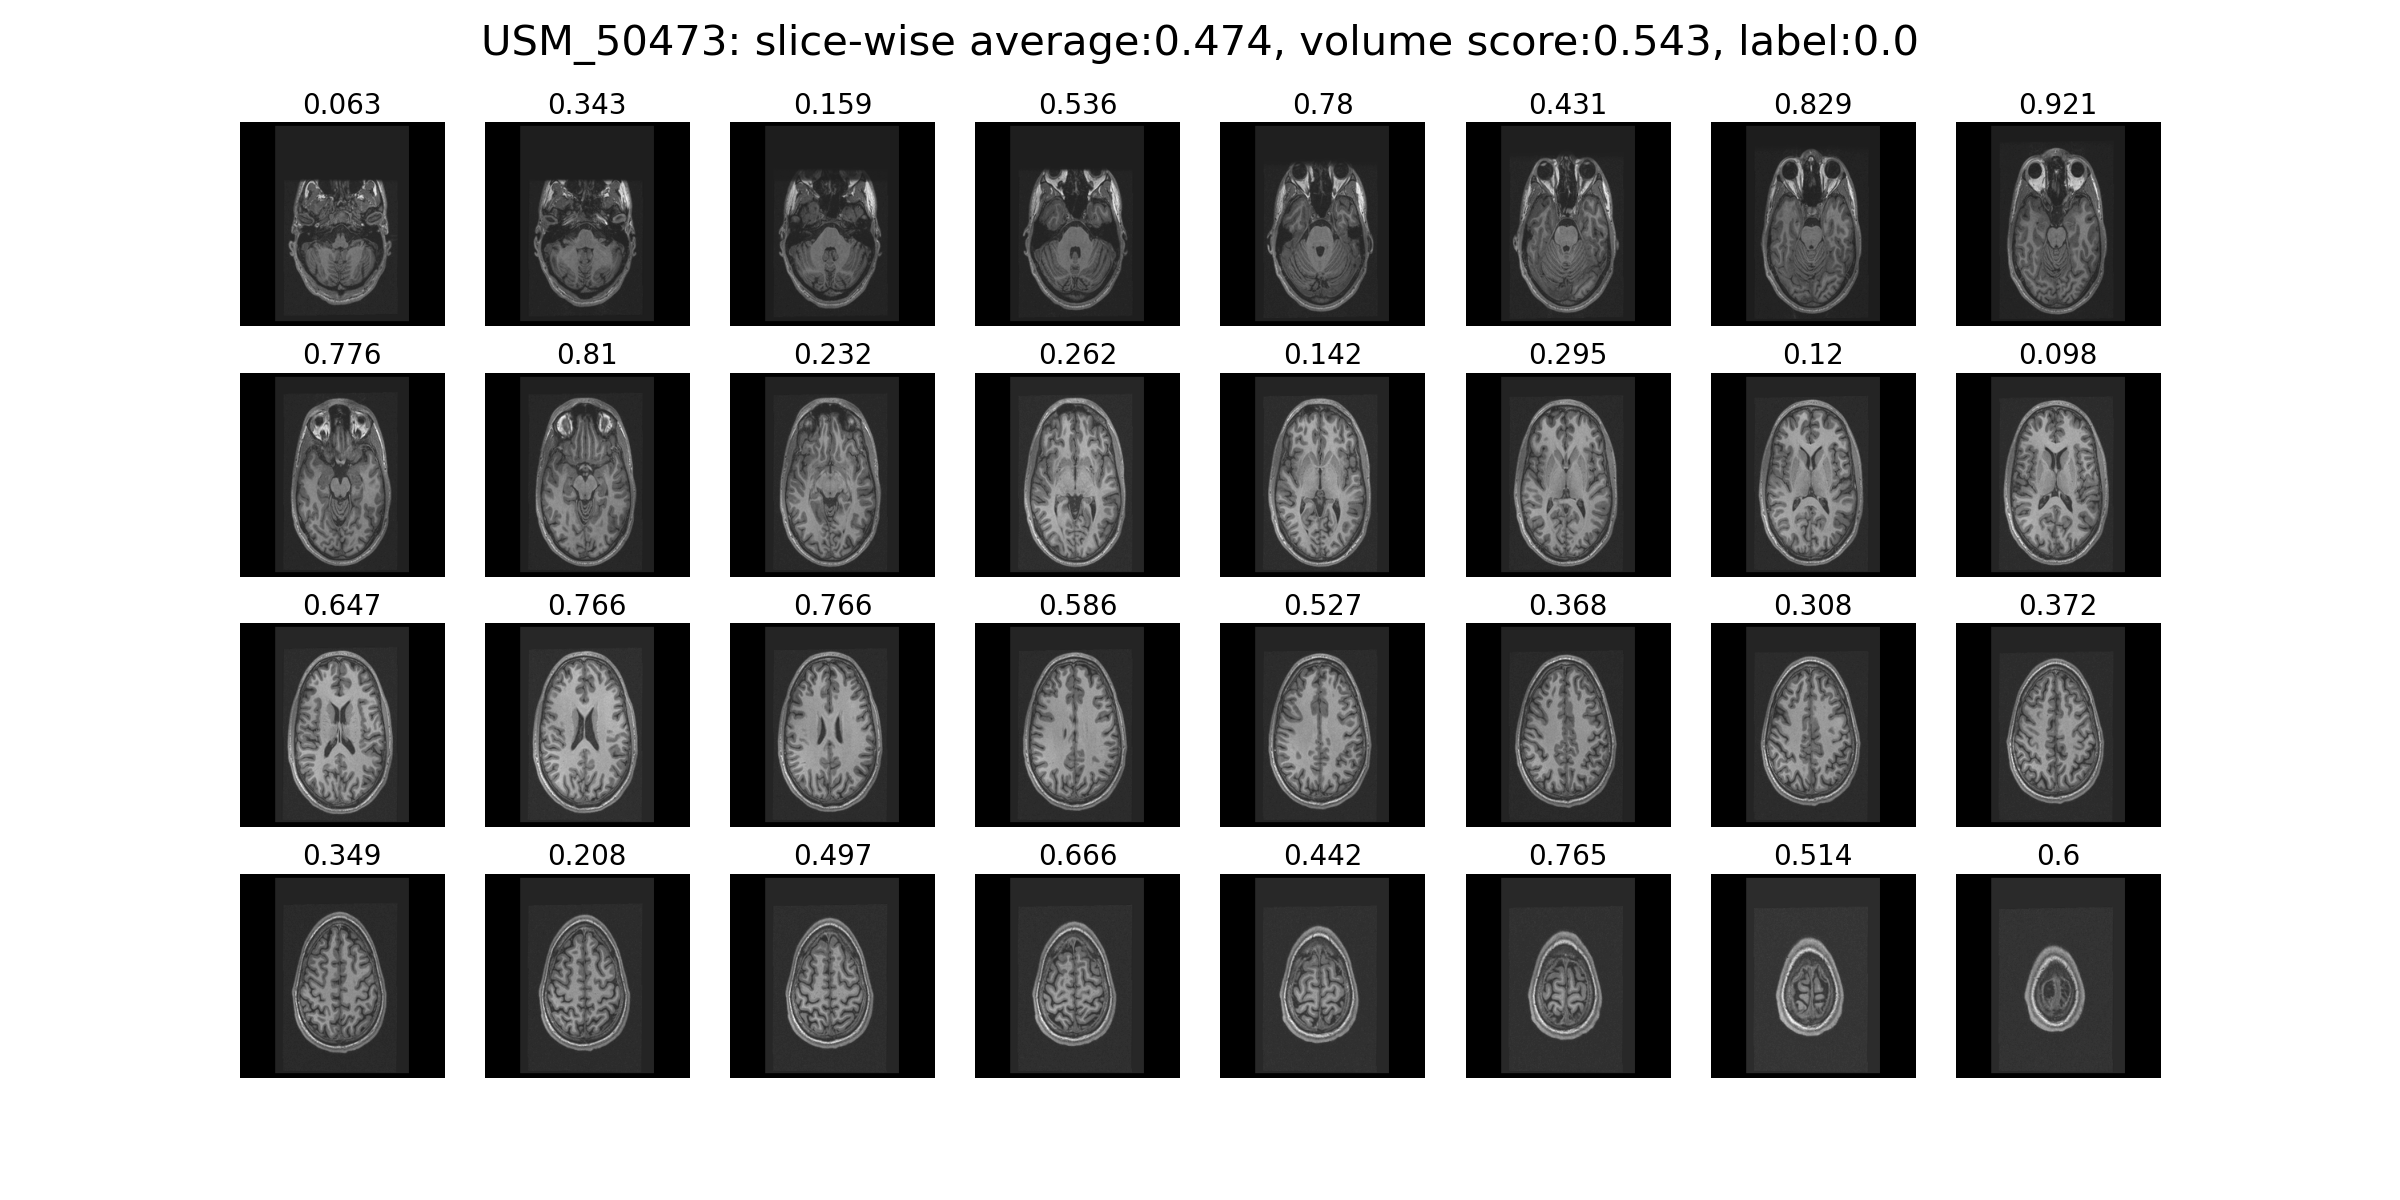 USM_50473: slice-wise average:0.474, volume score:0.543, label:0.0
0.063 0.343 0.159 0.536 0.78 0.431 0.829 0.921
0.776 0.81 0.232 0.262 0.142 0.295 0.12 0.098
0.647 0.766 0.766 0.586 0.527 0.368 0.308 0.372
0.349 0.208 0.497 0.666 0.442 0.765 0.514 0.6